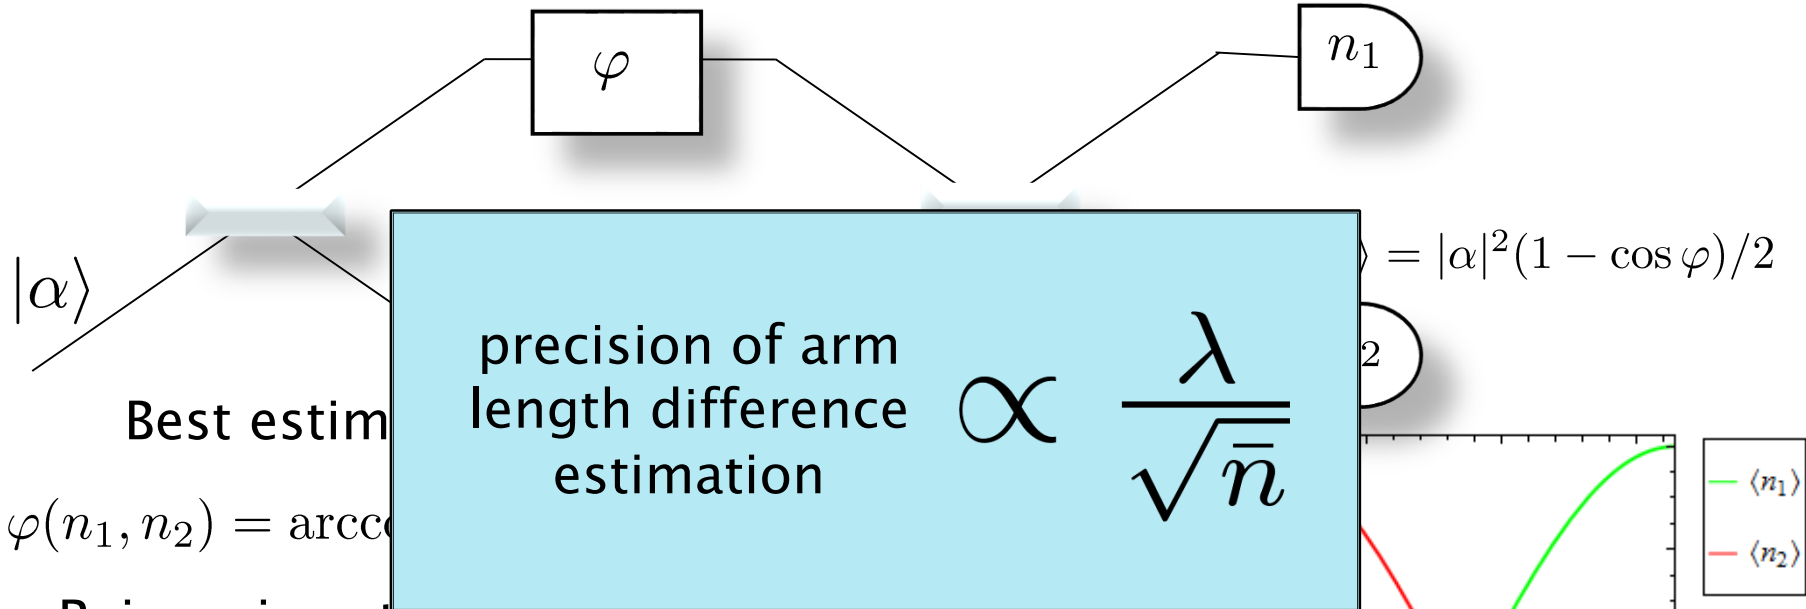 φ
n₁
|α⟩
⟩ = |α|²(1 − cos φ)/2
2
precision of arm
length difference
estimation
∝ λ/√n̄
Best estim
φ(n₁, n₂) = arcc
⟨n₁⟩
⟨n₂⟩